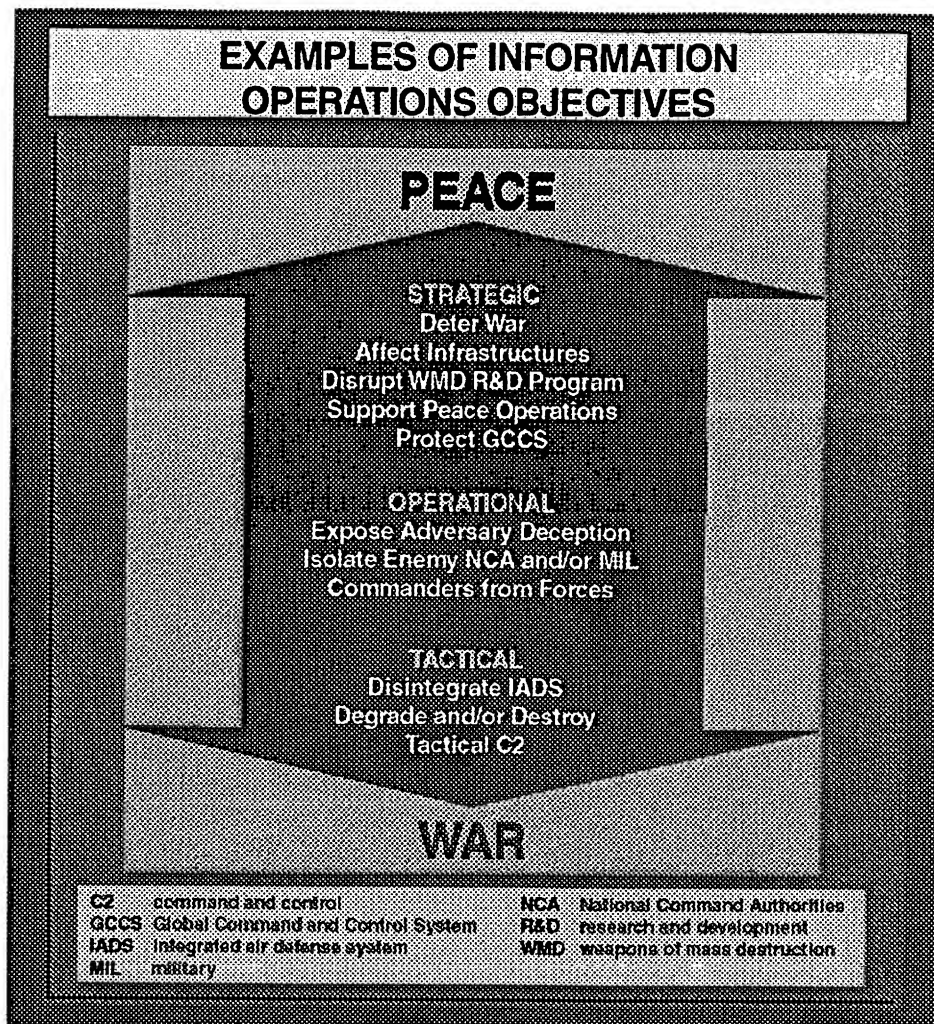 EXAMPLES OF INFORMATION
OPERATIONS OBJECTIVES
PEACE
STRATEGIC
Deter War
Affect Infrastructures
Disrupt WMD R&D Program
Support Peace Operations
Protect GCCS
OPERATIONAL
Expose Adversary Deception
Isolate Enemy NCA and/or MIL
Commanders from Forces
TACTICAL
Disintegrate IADS
Degrade and/or Destroy
Tactical C2
WAR
C2 command and control
GCCS Global Command and Control System
IADS integrated air defense system
MIL military
NCA National Command Authorities
R&D research and development
WMD weapons of mass destruction